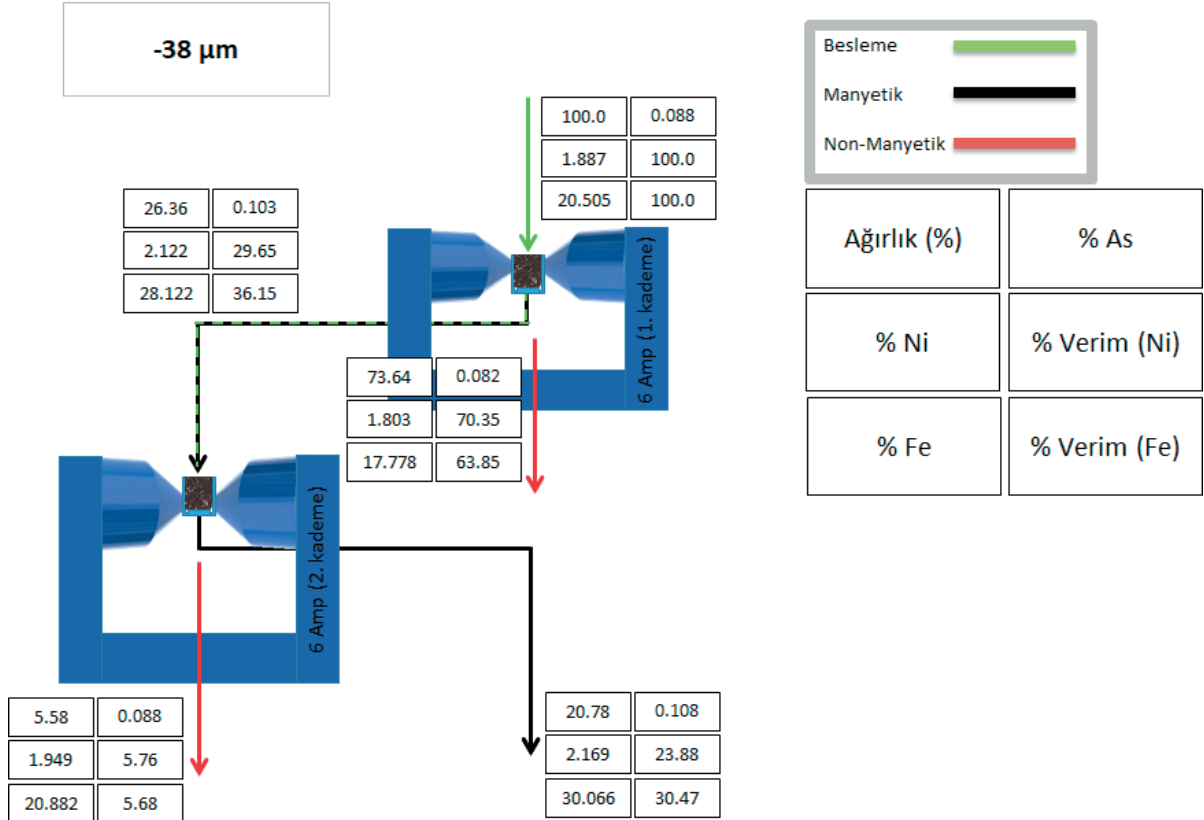 -38 µm
Besleme
Manyetik
Non-Manyetik
100.0 0.088
1.887 100.0
20.505 100.0
26.36 0.103
2.122 29.65
28.122 36.15
Ağırlık (%) % As
% Ni % Verim (Ni)
% Fe % Verim (Fe)
6 Amp (1. kademe)
73.64 0.082
1.803 70.35
17.778 63.85
6 Amp (2. kademe)
5.58 0.088
1.949 5.76
20.882 5.68
20.78 0.108
2.169 23.88
30.066 30.47